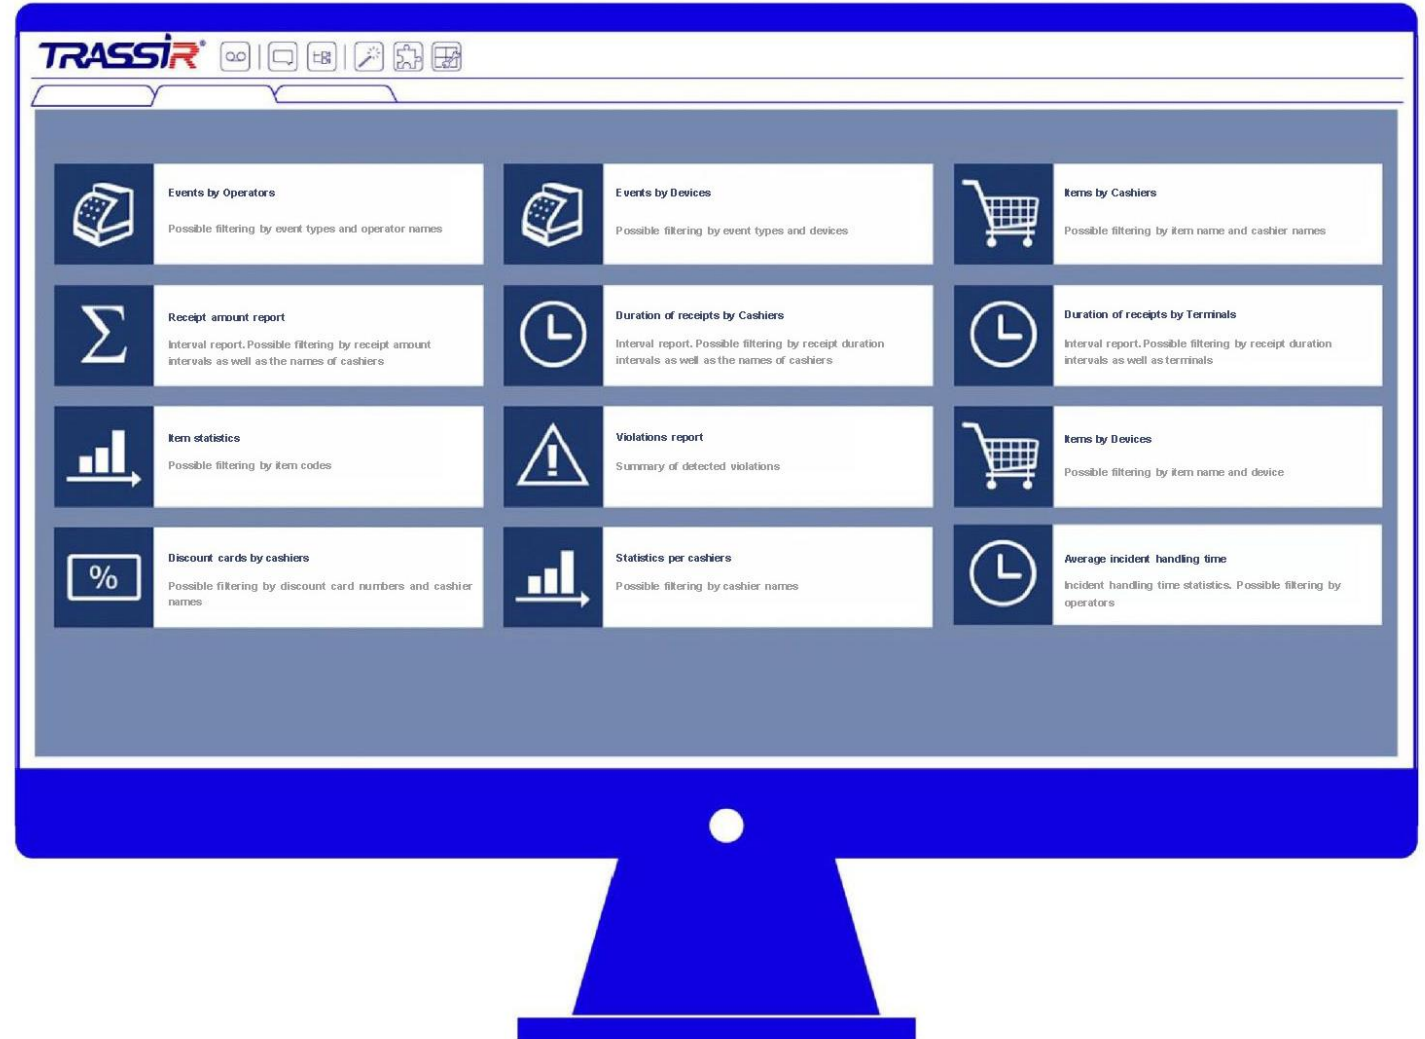 TRASSIR®
Events by Operators
Possible filtering by event types and operator names
Events by Devices
Possible filtering by event types and devices
Items by Cashiers
Possible filtering by item name and cashier names
Receipt amount report
Interval report. Possible filtering by receipt amount
intervals as well as the names of cashiers
Duration of receipts by Cashiers
Interval report. Possible filtering by receipt duration
intervals as well as the names of cashiers
Duration of receipts by Terminals
Interval report. Possible filtering by receipt duration
intervals as well as terminals
Item statistics
Possible filtering by item codes
Violations report
Summary of detected violations
Items by Devices
Possible filtering by item name and device
%
Discount cards by cashiers
Possible filtering by discount card numbers and cashier
names
Statistics per cashiers
Possible filtering by cashier names
Average incident handling time
Incident handling time statistics. Possible filtering by
operators